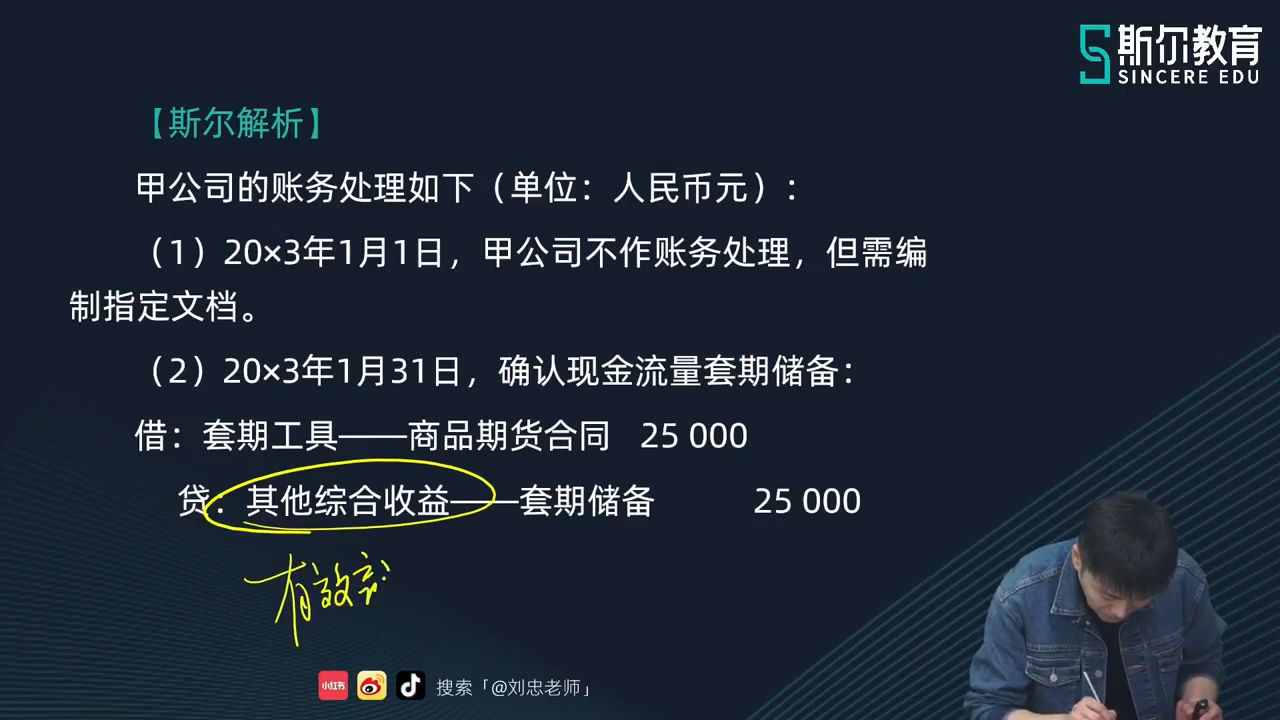 斯尔教育
SINCERE EDU
【斯尔解析】
甲公司的账务处理如下（单位：人民币元）：
（1）20×3年1月1日，甲公司不作账务处理，但需编
制指定文档。
（2）20×3年1月31日，确认现金流量套期储备：
借：套期工具——商品期货合同 25 000
贷：其他综合收益——套期储备 25 000
有效
小红书
搜索「@刘忠老师」